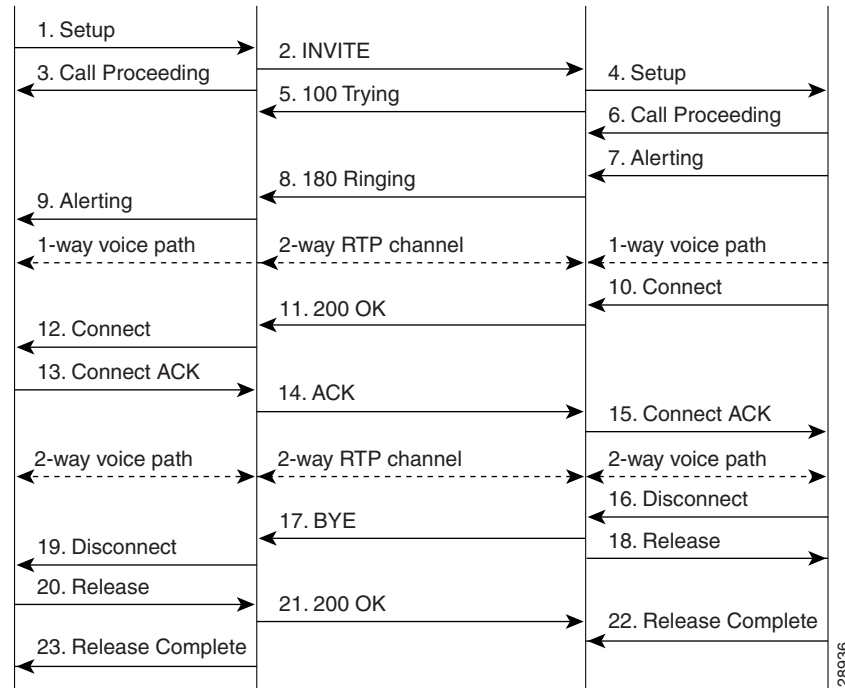 1. Setup
2. INVITE
3. Call Proceeding
4. Setup
5. 100 Trying
6. Call Proceeding
7. Alerting
8. 180 Ringing
9. Alerting
1-way voice path
2-way RTP channel
1-way voice path
10. Connect
11. 200 OK
12. Connect
13. Connect ACK
14. ACK
15. Connect ACK
2-way voice path
2-way RTP channel
2-way voice path
16. Disconnect
17. BYE
18. Release
19. Disconnect
20. Release
21. 200 OK
22. Release Complete
23. Release Complete
28936